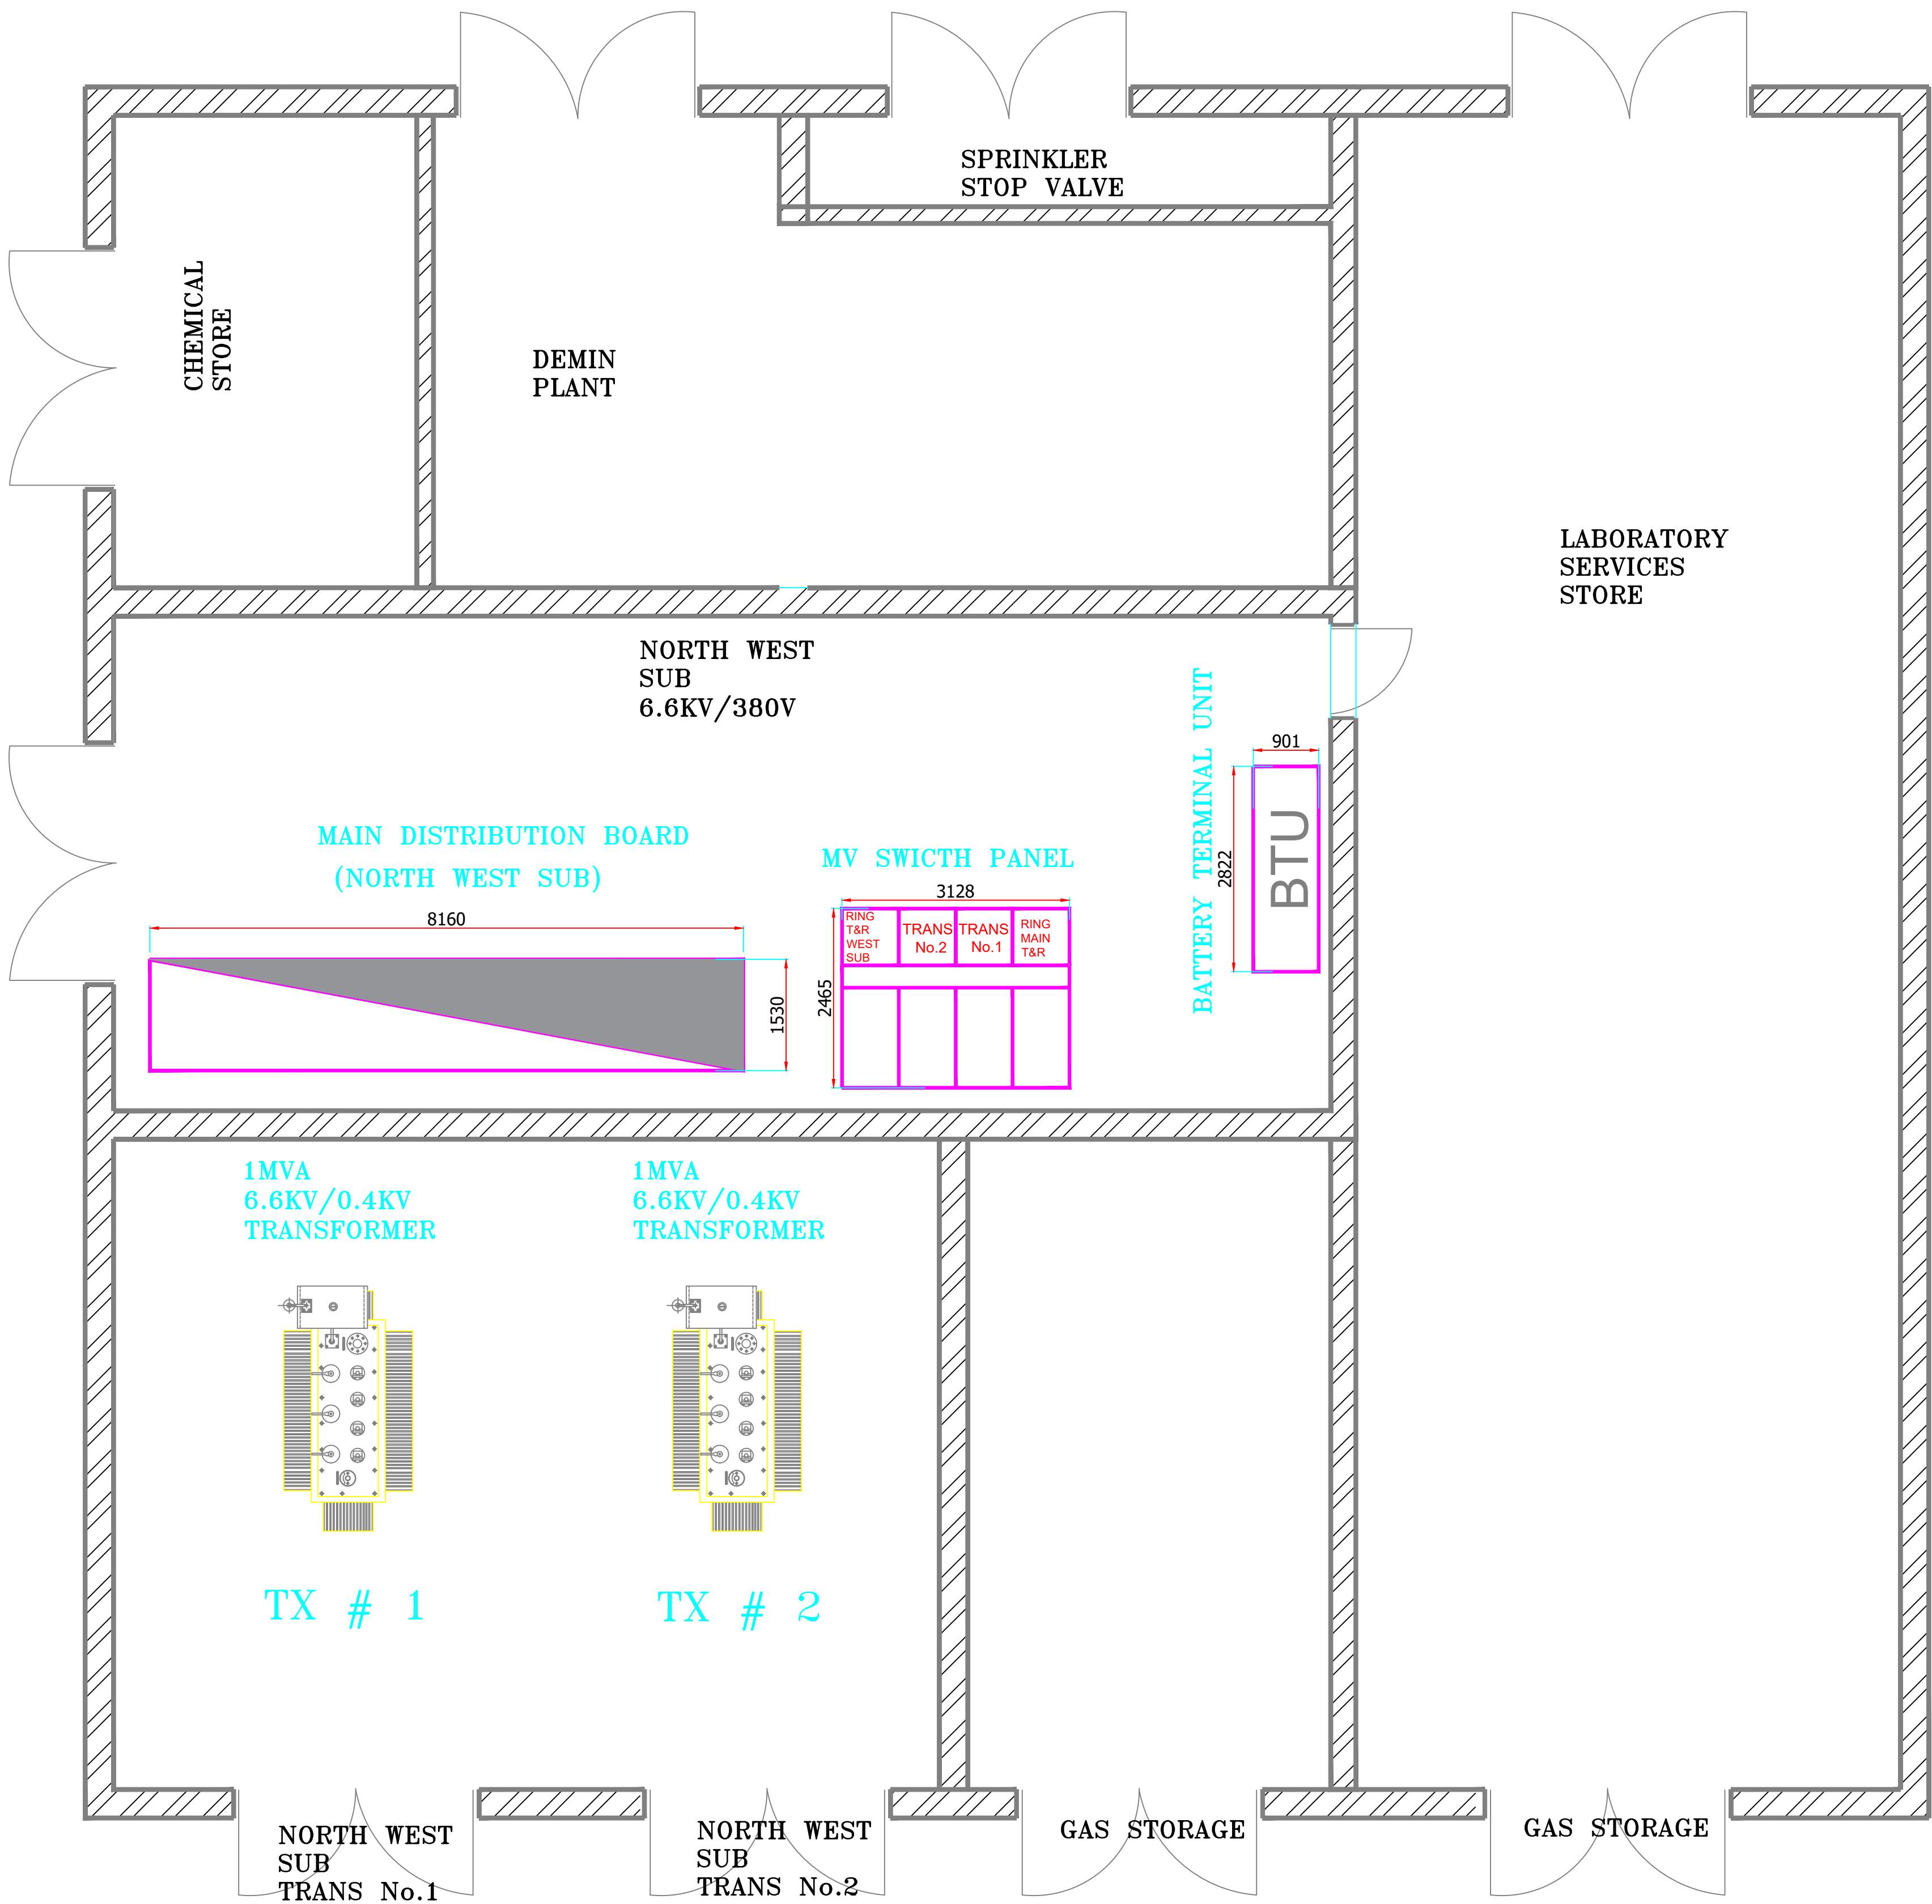 SPRINKLER
STOP VALVE
CHEMICAL
STORE
DEMIN
PLANT
LABORATORY
SERVICES
STORE
NORTH WEST
SUB
6.6KV/380V
BATTERY TERMINAL UNIT
901
2822
BTU
MAIN DISTRIBUTION BOARD
(NORTH WEST SUB)
8160
1530
MV SWICTH PANEL
3128
2465
RING
T&R
WEST
SUB
TRANS
No.2
TRANS
No.1
RING
MAIN
T&R
1MVA
6.6KV/0.4KV
TRANSFORMER
1MVA
6.6KV/0.4KV
TRANSFORMER
TX # 1
TX # 2
NORTH WEST
SUB
TRANS No.1
NORTH WEST
SUB
TRANS No.2
GAS STORAGE
GAS STORAGE